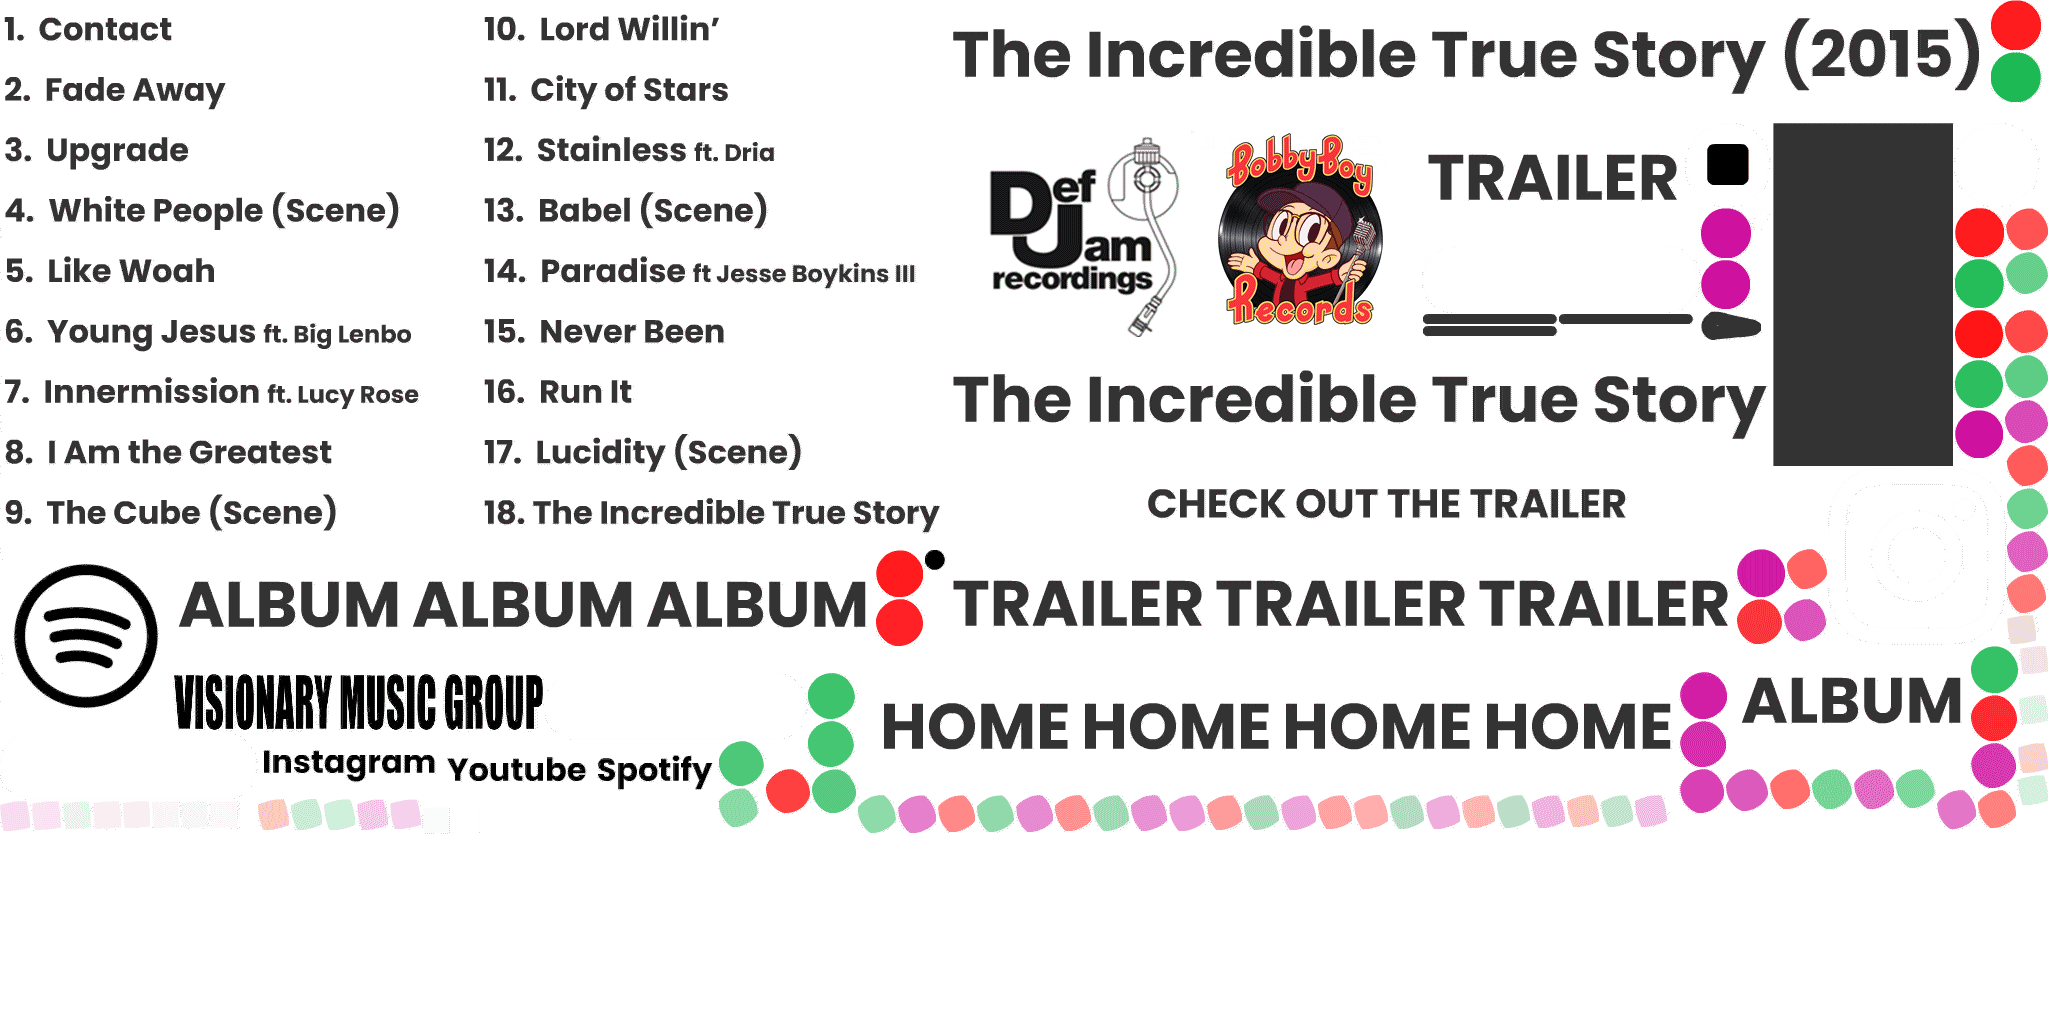 1. Contact
2. Fade Away
3. Upgrade
4. White People (Scene)
5. Like Woah
6. Young Jesus ft. Big Lenbo
7. Innermission ft. Lucy Rose
8. I Am the Greatest
9. The Cube (Scene)
10. Lord Willin’
11. City of Stars
12. Stainless ft. Dria
13. Babel (Scene)
14. Paradise ft Jesse Boykins III
15. Never Been
16. Run It
17. Lucidity (Scene)
18. The Incredible True Story
The Incredible True Story (2015)
Def Jam
recordings
BobbyBoy
Records
TRAILER
The Incredible True Story
CHECK OUT THE TRAILER
ALBUM ALBUM ALBUM
TRAILER TRAILER TRAILER
VISIONARY MUSIC GROUP
HOME HOME HOME HOME
ALBUM
Instagram
Youtube
Spotify